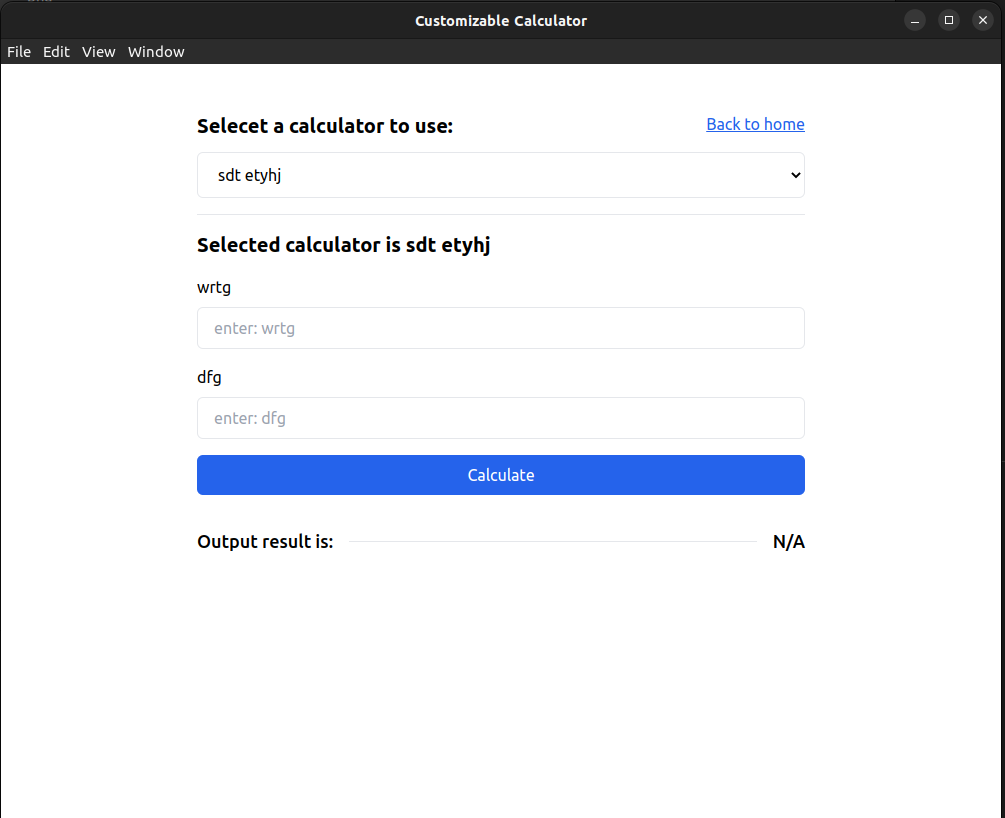 Customizable Calculator
File Edit View Window
Selecet a calculator to use: Back to home
sdt etyhj
Selected calculator is sdt etyhj
wrtg
enter: wrtg
dfg
enter: dfg
Calculate
Output result is: N/A